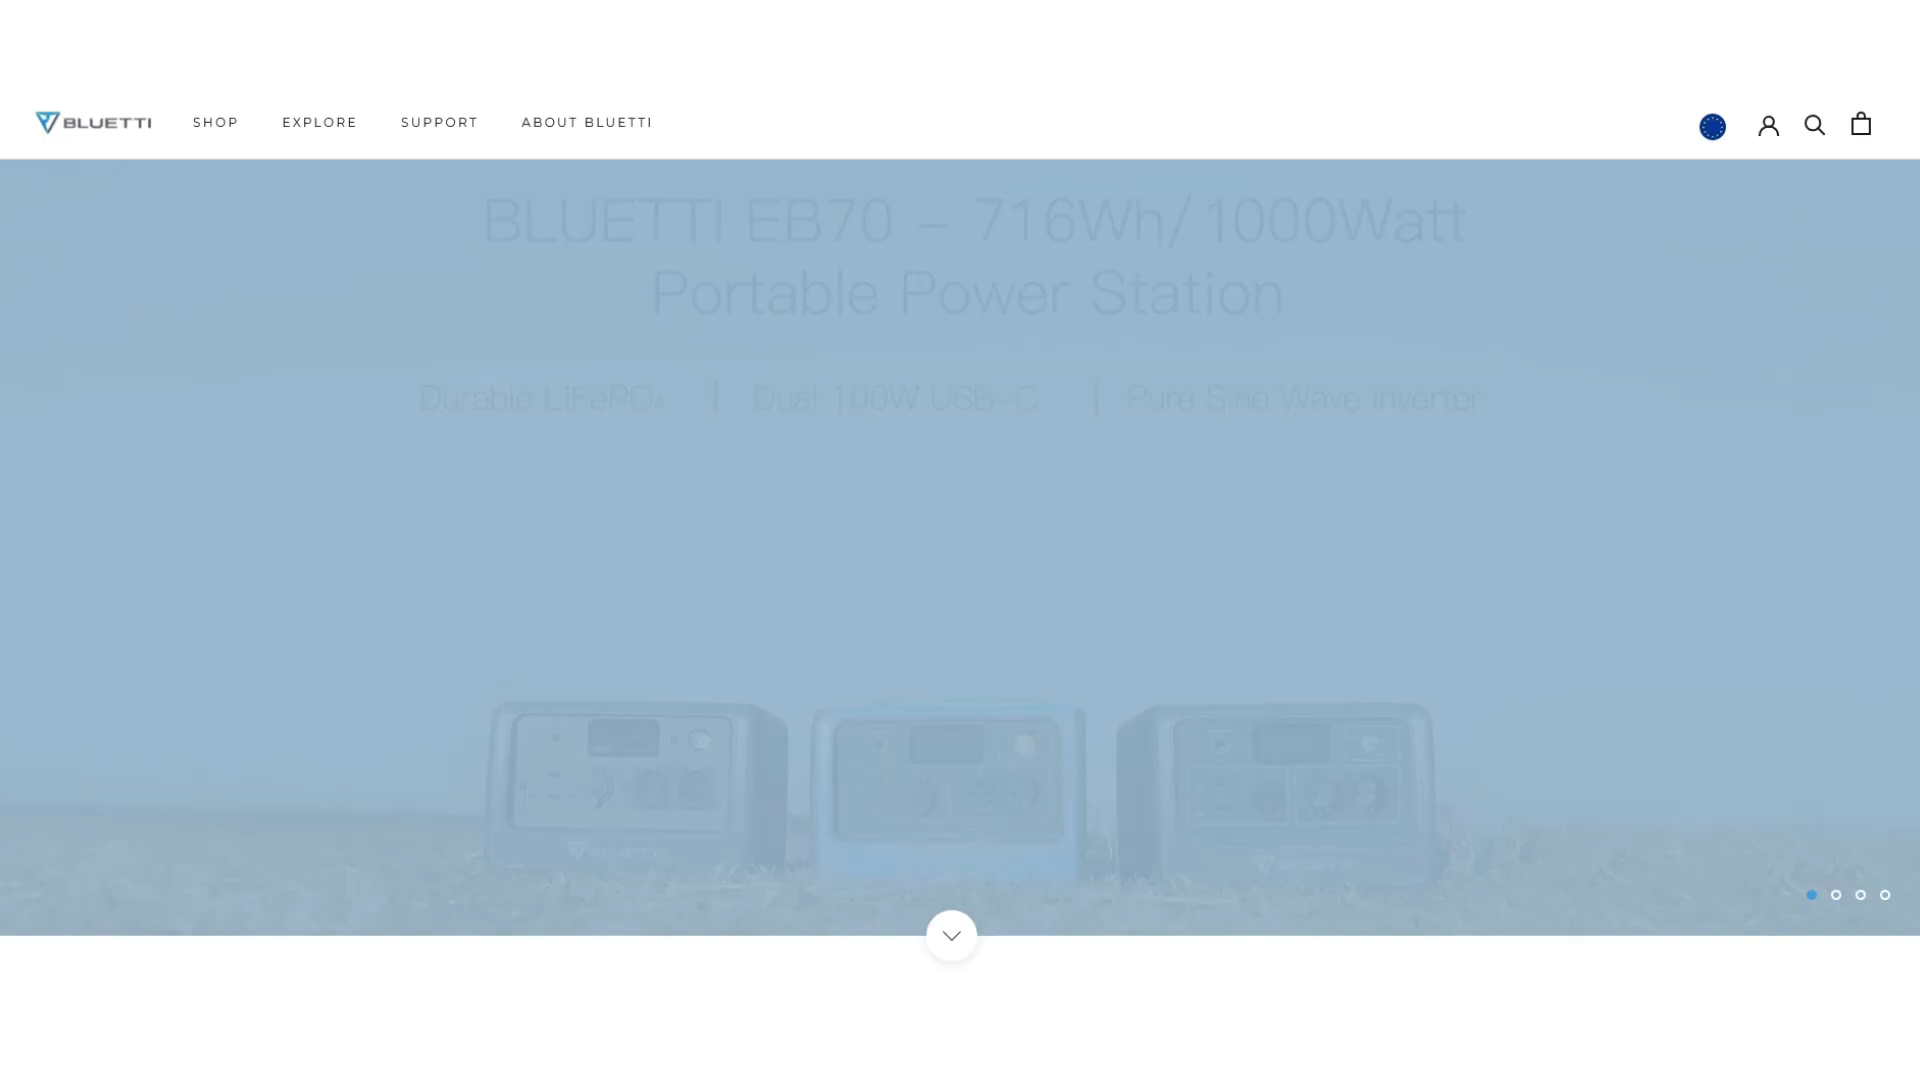 BLUETTI
SHOP
EXPLORE
SUPPORT
ABOUT BLUETTI
BLUETTI EB70 – 716Wh/1000Watt
Portable Power Station
Durable LiFePO₄ | Dual 100W USB-C | Pure Sine Wave Inverter